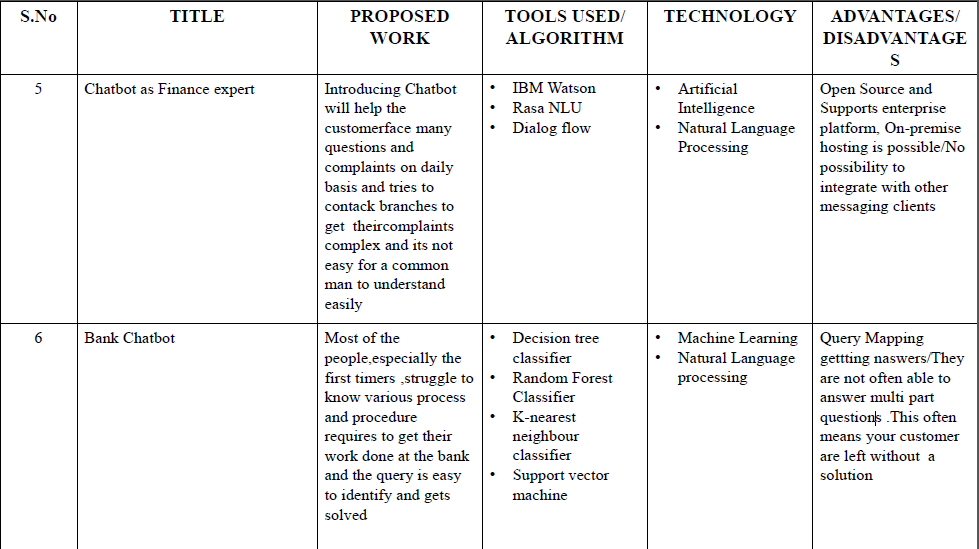 S.No
TITLE
PROPOSED
WORK
TOOLS USED/
ALGORITHM
TECHNOLOGY
ADVANTAGES/
DISADVANTAGE
S
5
Chatbot as Finance expert
Introducing Chatbot
will help the
customerface many
questions and
complaints on daily
basis and tries to
contack branches to
get theircomplaints
complex and its not
easy for a common
man to understand
easily
• IBM Watson
• Rasa NLU
• Dialog flow
• Artificial
Intelligence
• Natural Language
Processing
Open Source and
Supports enterprise
platform, On-premise
hosting is possible/No
possibility to
integrate with other
messaging clients
6
Bank Chatbot
Most of the
people,especially the
first timers ,struggle to
know various process
and procedure
requires to get their
work done at the bank
and the query is easy
to identify and gets
solved
• Decision tree
classifier
• Random Forest
Classifier
• K-nearest
neighbour
classifier
• Support vector
machine
• Machine Learning
• Natural Language
processing
Query Mapping
gettting naswers/They
are not often able to
answer multi part
questions .This often
means your customer
are left without a
solution